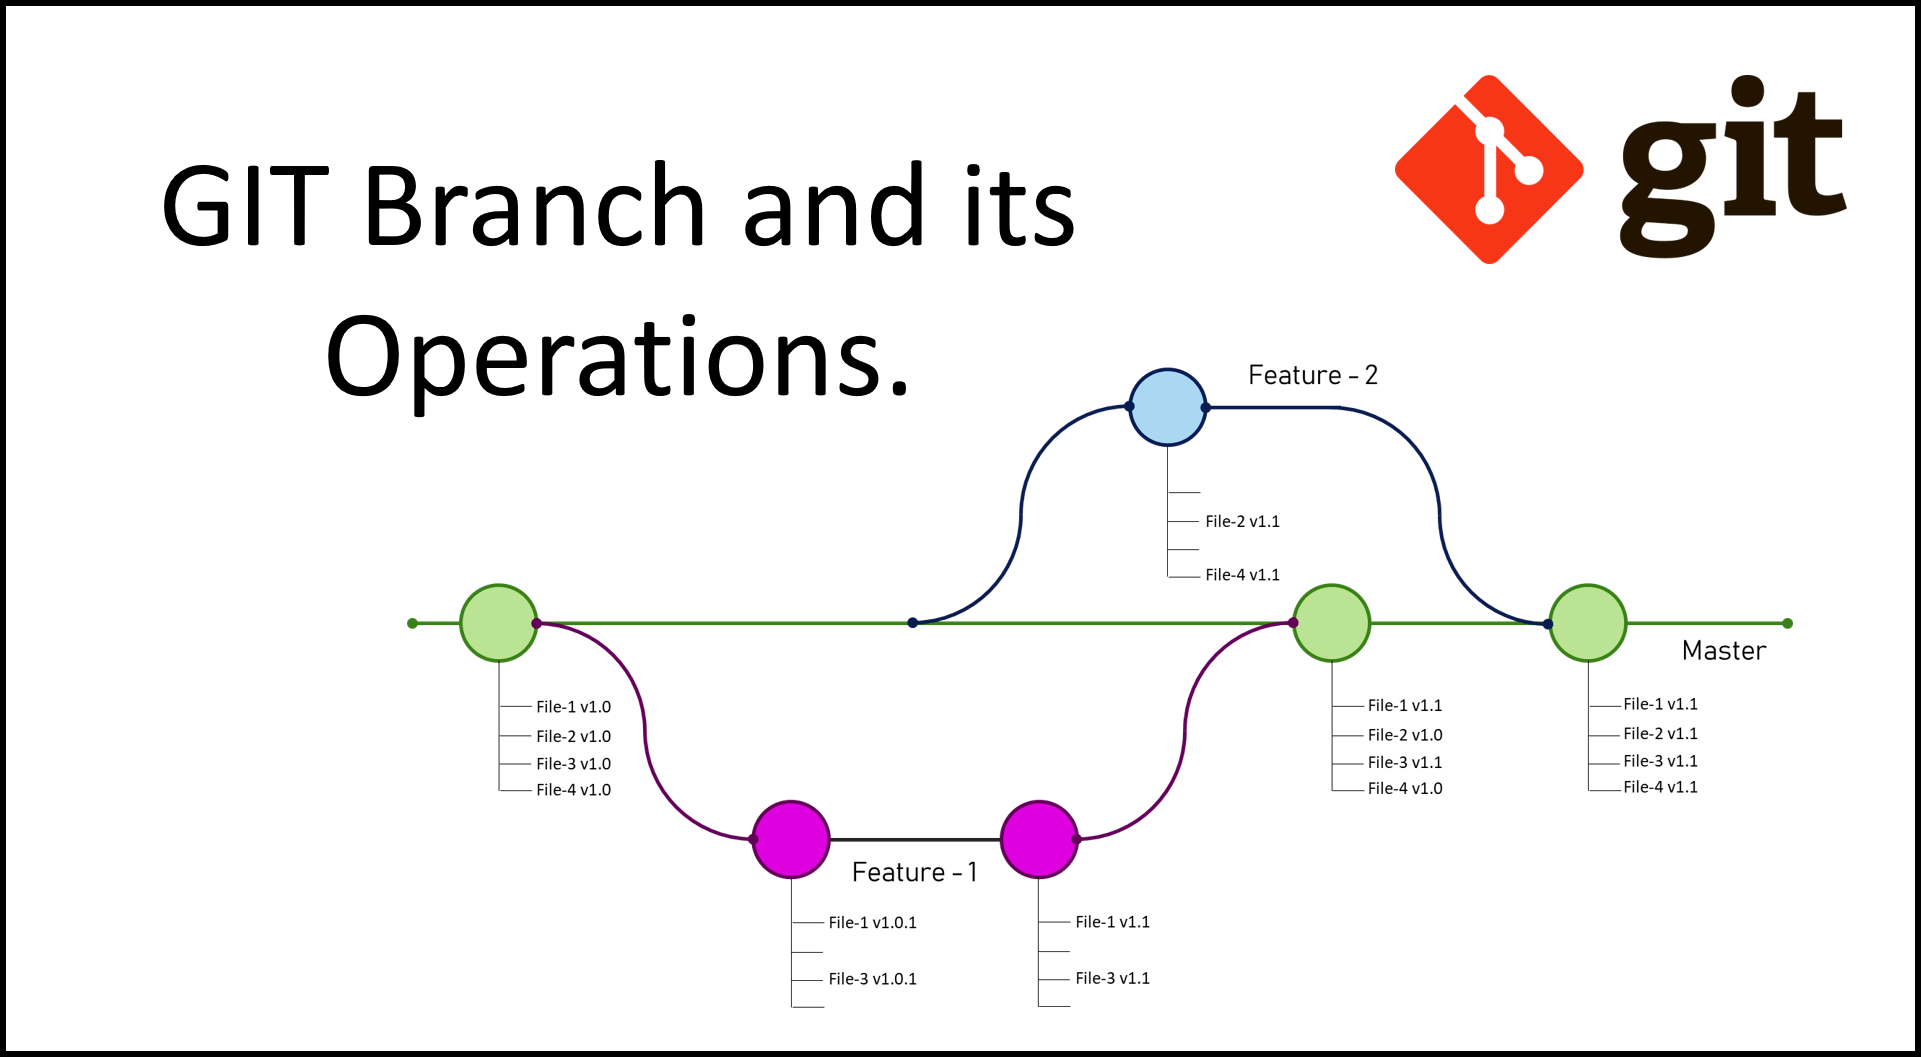 GIT Branch and its
Operations.
git
Feature - 2
File-2 v1.1
File-4 v1.1
Master
File-1 v1.0
File-2 v1.0
File-3 v1.0
File-4 v1.0
File-1 v1.1
File-2 v1.0
File-3 v1.1
File-4 v1.0
File-1 v1.1
File-2 v1.1
File-3 v1.1
File-4 v1.1
Feature - 1
File-1 v1.0.1
File-3 v1.0.1
File-1 v1.1
File-3 v1.1